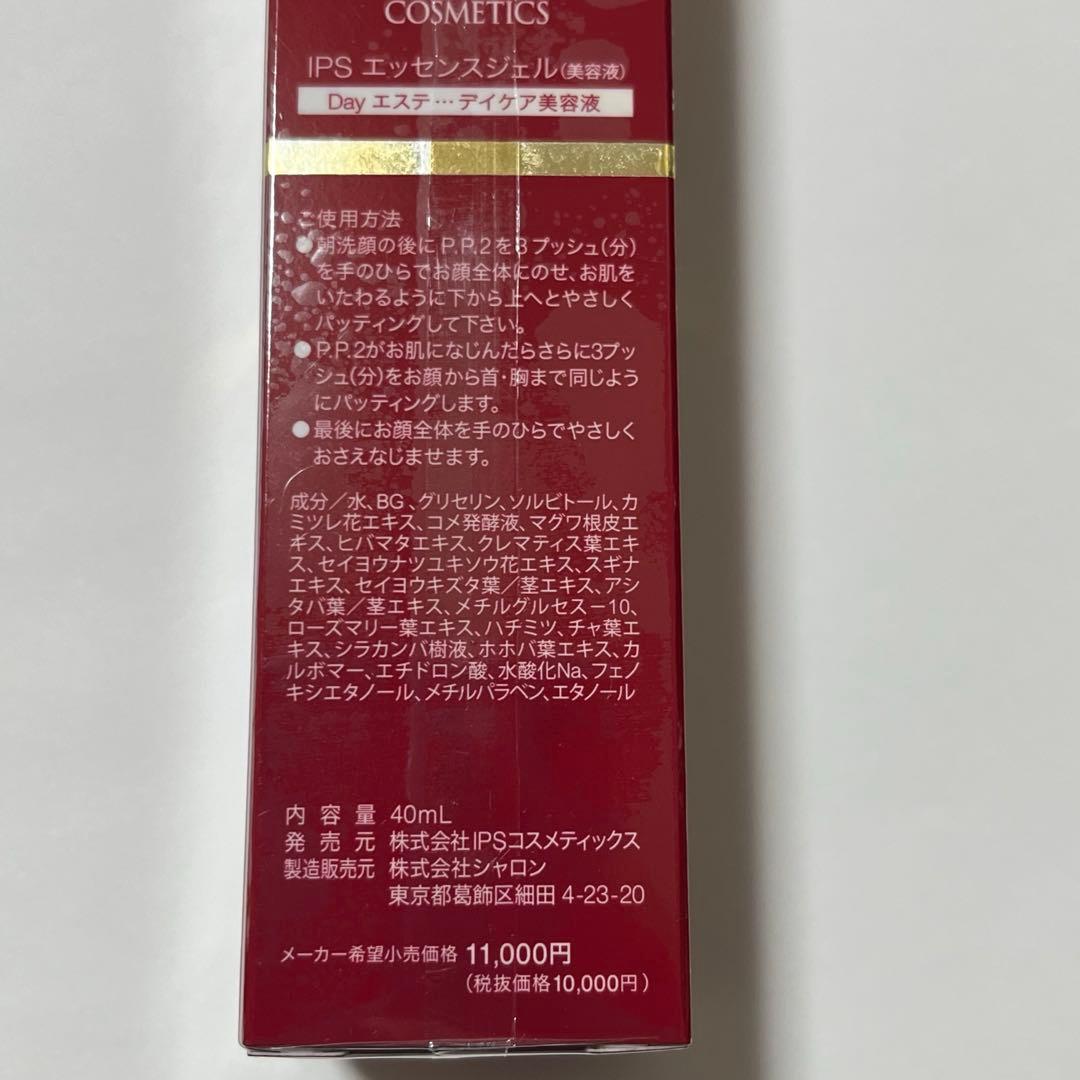 COSMETICS
IPS エッセンスジェル(美容液)
Day エステ…デイケア美容液
ご使用方法
●朝洗顔の後にP.P.2を3プッシュ(分)
を手のひらでお顔全体にのせ、お肌を
いたわるように下から上へとやさしく
パッティングして下さい。
●P.P.2がお肌になじんだらさらに3プッ
シュ(分)をお顔から首・胸まで同じよう
にパッティングします。
●最後にお顔全体を手のひらでやさしく
おさえなじませます。
成分/水、BG、グリセリン、ソルビトール、カ
ミツレ花エキス、コメ発酵液、マグワ根皮エ
キス、ヒバマタエキス、クレマティス葉エキ
ス、セイヨウナツユキソウ花エキス、スギナ
エキス、セイヨウキズタ葉/茎エキス、アシ
タバ葉/茎エキス、メチルグルセス-10、
ローズマリー葉エキス、ハチミツ、チャ葉エ
キス、シラカンバ樹液、ホホバ葉エキス、カ
ルボマー、エチドロン酸、水酸化Na、フェノ
キシエタノール、メチルパラベン、エタノール
内容量 40mL
発売元 株式会社IPSコスメティックス
製造販売元 株式会社シャロン
東京都葛飾区細田 4-23-20
メーカー希望小売価格 11,000円
(税抜価格10,000円)